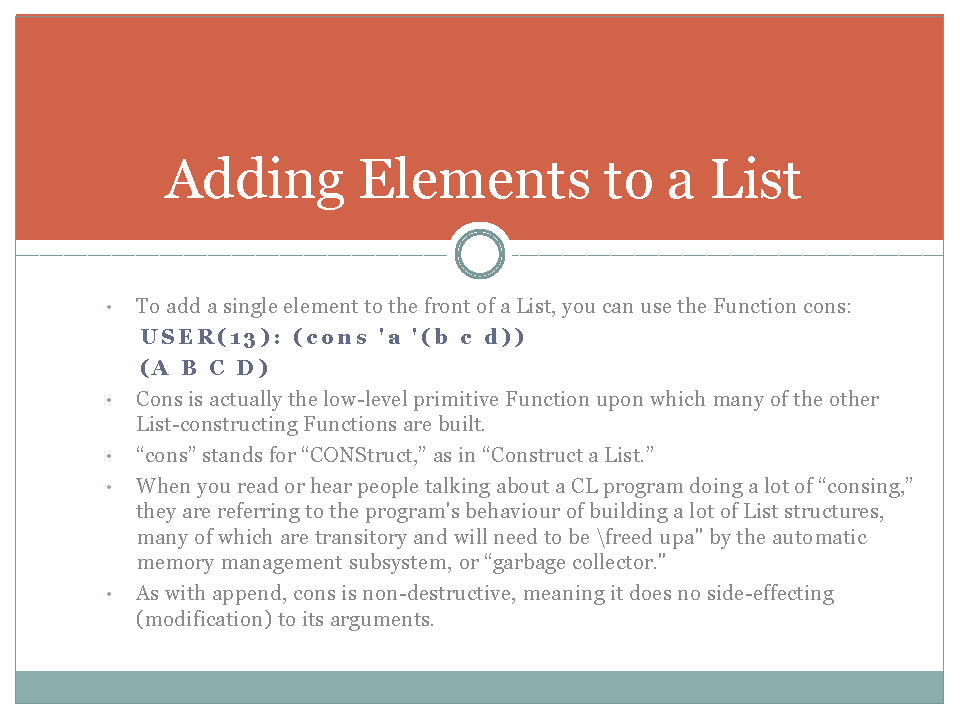 Adding Elements to a List
• To add a single element to the front of a List, you can use the Function cons:
USER(13): (cons 'a '(b c d))
(A B C D)
• Cons is actually the low-level primitive Function upon which many of the other
List-constructing Functions are built.
• “cons” stands for “CONStruct,” as in “Construct a List.”
• When you read or hear people talking about a CL program doing a lot of “consing,”
they are referring to the program's behaviour of building a lot of List structures,
many of which are transitory and will need to be \freed upa" by the automatic
memory management subsystem, or “garbage collector."
• As with append, cons is non-destructive, meaning it does no side-effecting
(modification) to its arguments.